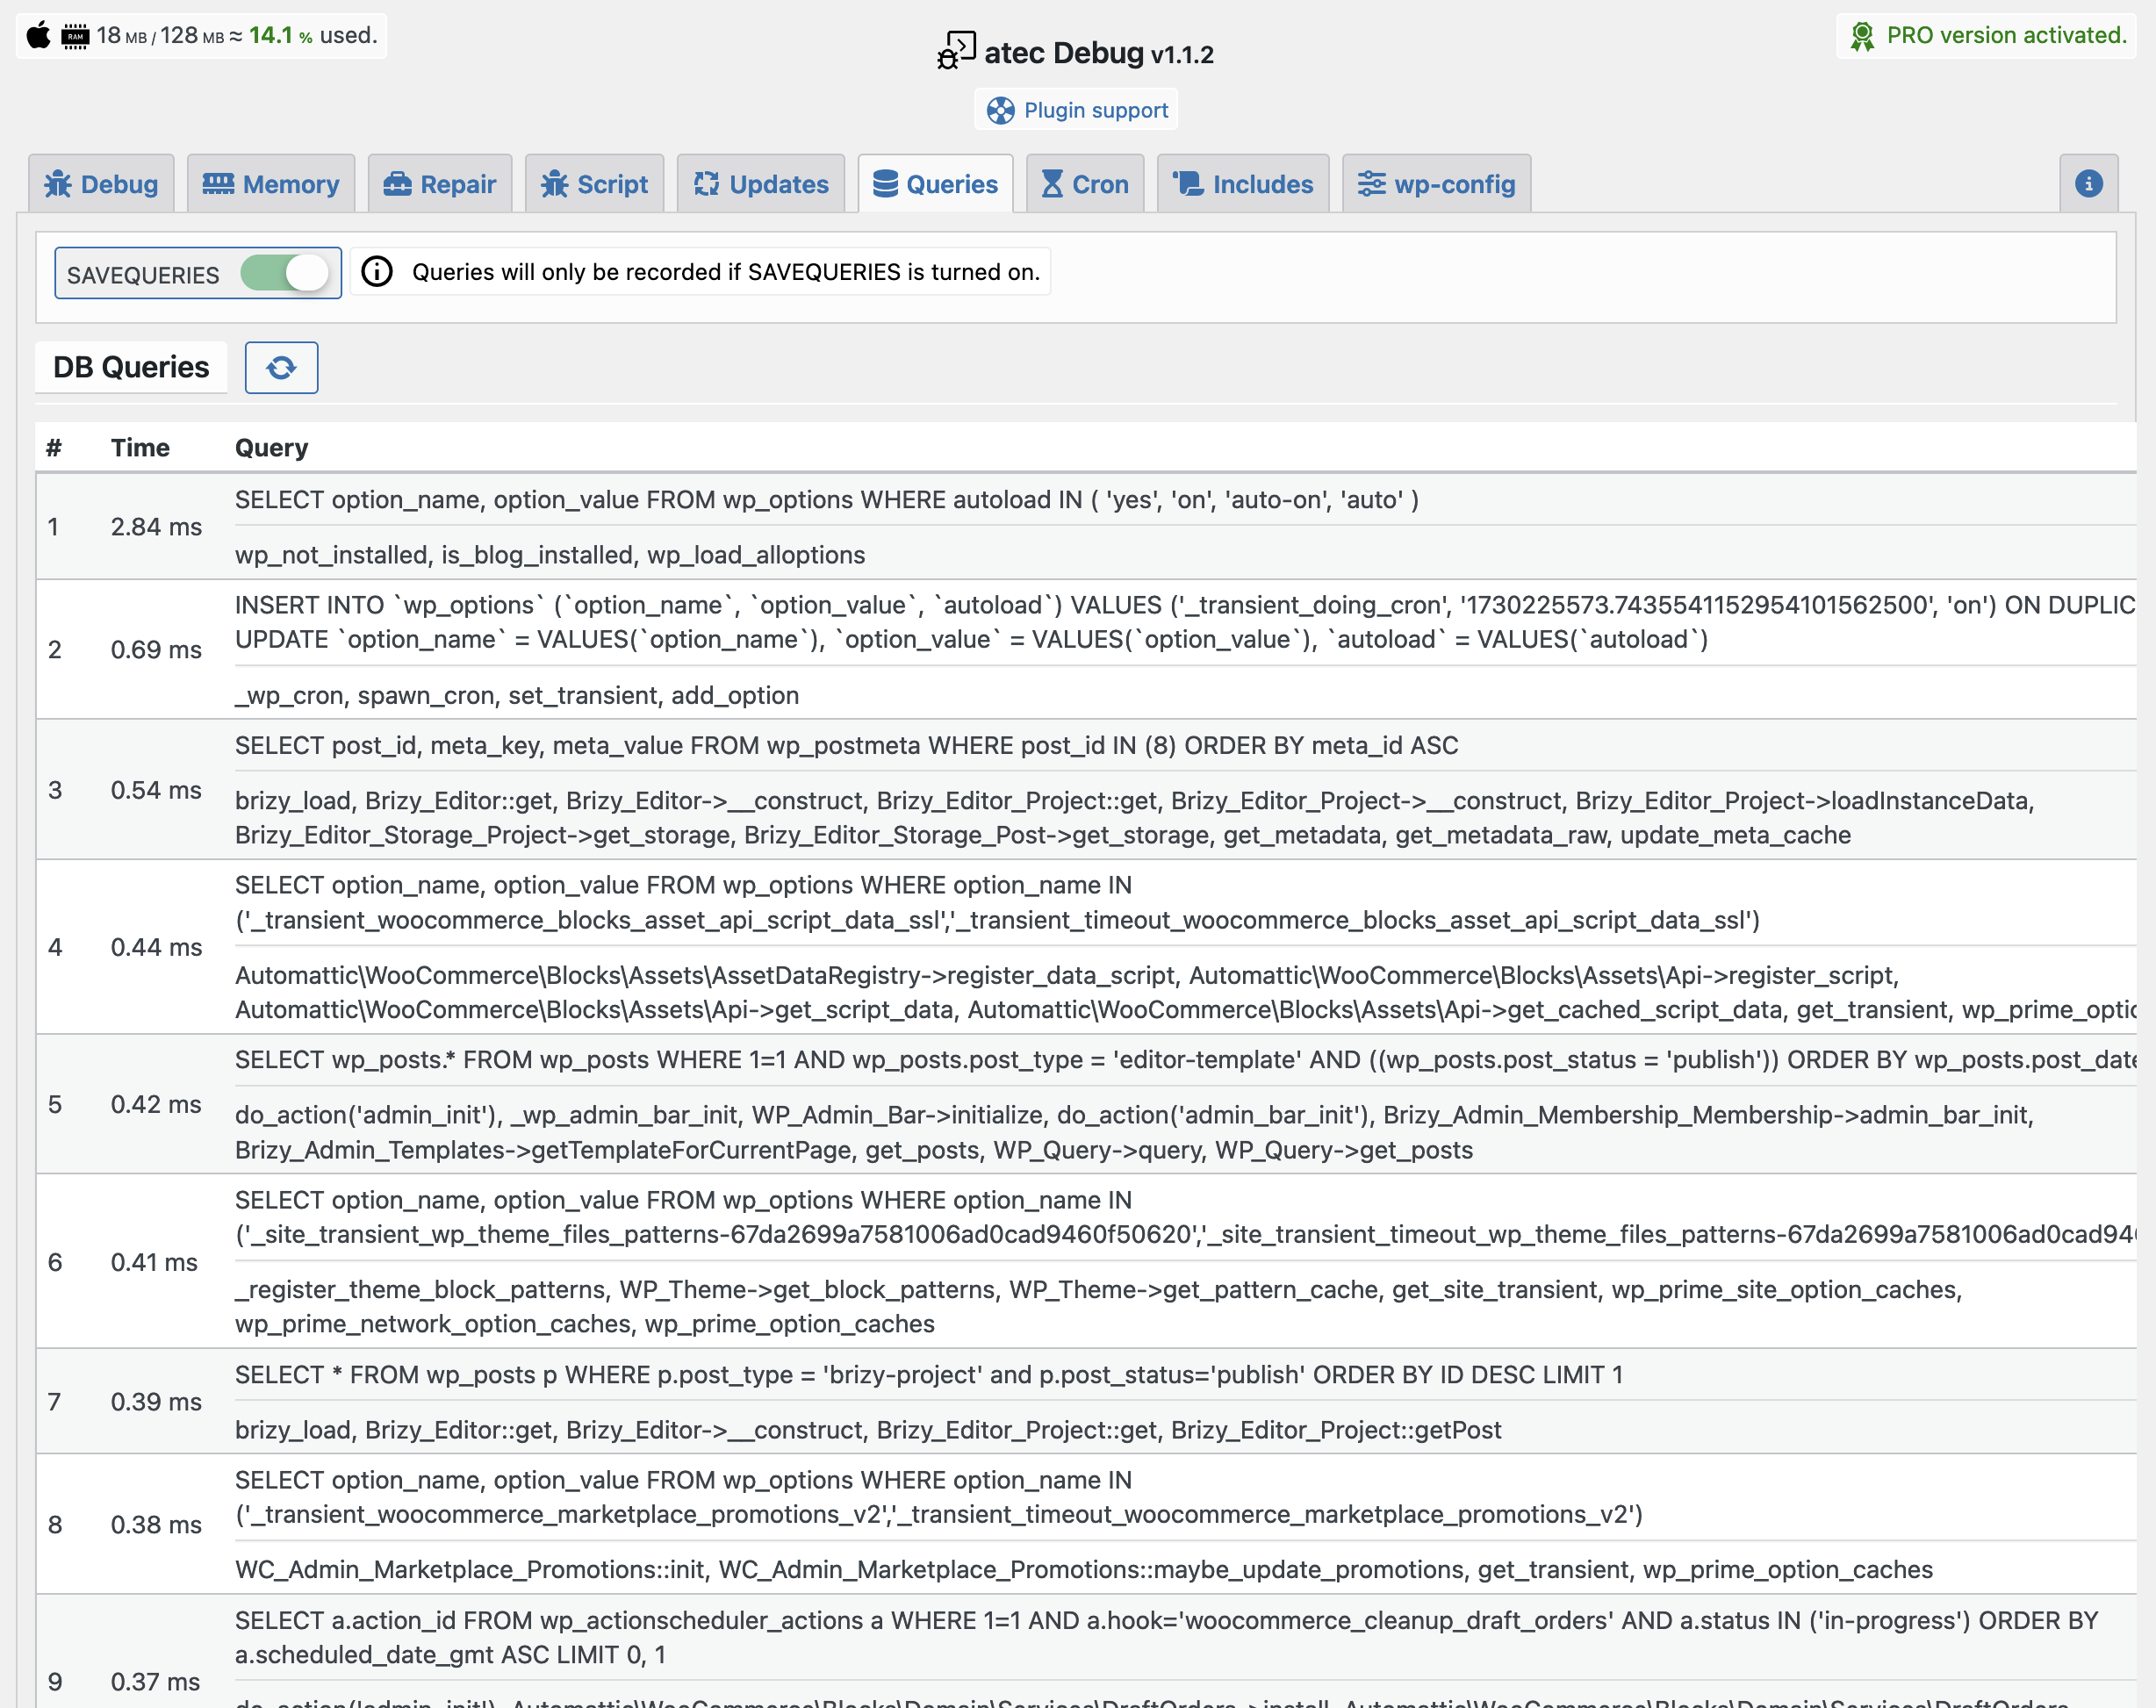 RAM 18 MB / 128 MB ≈ 14.1 % used.
atec Debug v1.1.2
PRO version activated.
Plugin support
Debug
Memory
Repair
Script
Updates
Queries
Cron
Includes
wp-config
SAVEQUERIES
Queries will only be recorded if SAVEQUERIES is turned on.
DB Queries
# Time Query
1 2.84 ms
SELECT option_name, option_value FROM wp_options WHERE autoload IN ( 'yes', 'on', 'auto-on', 'auto' )
wp_not_installed, is_blog_installed, wp_load_alloptions
2 0.69 ms
INSERT INTO `wp_options` (`option_name`, `option_value`, `autoload`) VALUES ('_transient_doing_cron', '1730225573.7435541152954101562500', 'on') ON DUPLIC
UPDATE `option_name` = VALUES(`option_name`), `option_value` = VALUES(`option_value`), `autoload` = VALUES(`autoload`)
_wp_cron, spawn_cron, set_transient, add_option
3 0.54 ms
SELECT post_id, meta_key, meta_value FROM wp_postmeta WHERE post_id IN (8) ORDER BY meta_id ASC
brizy_load, Brizy_Editor::get, Brizy_Editor->__construct, Brizy_Editor_Project::get, Brizy_Editor_Project->__construct, Brizy_Editor_Project->loadInstanceData,
Brizy_Editor_Storage_Project->get_storage, Brizy_Editor_Storage_Post->get_storage, get_metadata, get_metadata_raw, update_meta_cache
4 0.44 ms
SELECT option_name, option_value FROM wp_options WHERE option_name IN
('_transient_woocommerce_blocks_asset_api_script_data_ssl','_transient_timeout_woocommerce_blocks_asset_api_script_data_ssl')
Automattic\WooCommerce\Blocks\Assets\AssetDataRegistry->register_data_script, Automattic\WooCommerce\Blocks\Assets\Api->register_script,
Automattic\WooCommerce\Blocks\Assets\Api->get_script_data, Automattic\WooCommerce\Blocks\Assets\Api->get_cached_script_data, get_transient, wp_prime_optio
5 0.42 ms
SELECT wp_posts.* FROM wp_posts WHERE 1=1 AND wp_posts.post_type = 'editor-template' AND ((wp_posts.post_status = 'publish')) ORDER BY wp_posts.post_date
do_action('admin_init'), _wp_admin_bar_init, WP_Admin_Bar->initialize, do_action('admin_bar_init'), Brizy_Admin_Membership_Membership->admin_bar_init,
Brizy_Admin_Templates->getTemplateForCurrentPage, get_posts, WP_Query->query, WP_Query->get_posts
6 0.41 ms
SELECT option_name, option_value FROM wp_options WHERE option_name IN
('_site_transient_wp_theme_files_patterns-67da2699a7581006ad0cad9460f50620','_site_transient_timeout_wp_theme_files_patterns-67da2699a7581006ad0cad94
_register_theme_block_patterns, WP_Theme->get_block_patterns, WP_Theme->get_pattern_cache, get_site_transient, wp_prime_site_option_caches,
wp_prime_network_option_caches, wp_prime_option_caches
7 0.39 ms
SELECT * FROM wp_posts p WHERE p.post_type = 'brizy-project' and p.post_status='publish' ORDER BY ID DESC LIMIT 1
brizy_load, Brizy_Editor::get, Brizy_Editor->__construct, Brizy_Editor_Project::get, Brizy_Editor_Project::getPost
8 0.38 ms
SELECT option_name, option_value FROM wp_options WHERE option_name IN
('_transient_woocommerce_marketplace_promotions_v2','_transient_timeout_woocommerce_marketplace_promotions_v2')
WC_Admin_Marketplace_Promotions::init, WC_Admin_Marketplace_Promotions::maybe_update_promotions, get_transient, wp_prime_option_caches
9 0.37 ms
SELECT a.action_id FROM wp_actionscheduler_actions a WHERE 1=1 AND a.hook='woocommerce_cleanup_draft_orders' AND a.status IN ('in-progress') ORDER BY
a.scheduled_date_gmt ASC LIMIT 0, 1